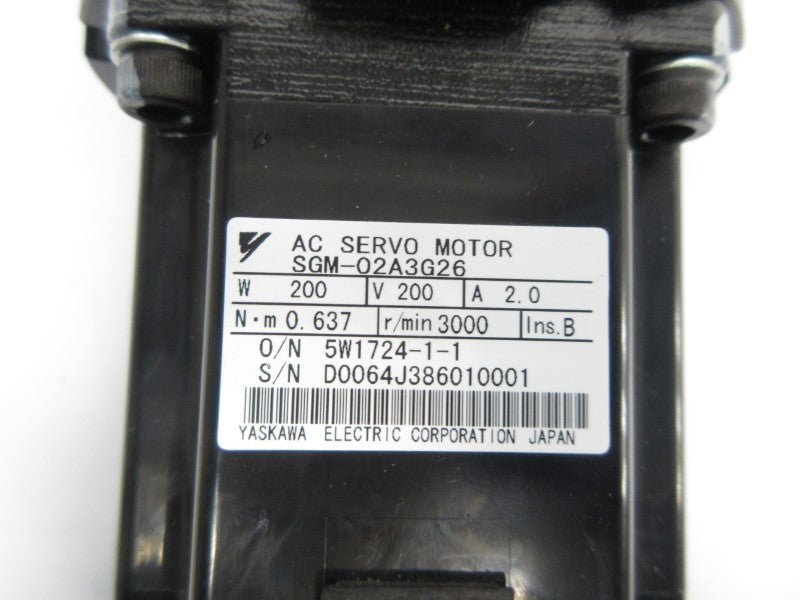 AC SERVO MOTOR
SGM-02A3G26
W 200 V 200 A 2.0
N·m 0.637 r/min 3000 Ins.B
O/N 5W1724-1-1
S/N D0064J386010001
YASKAWA ELECTRIC CORPORATION JAPAN